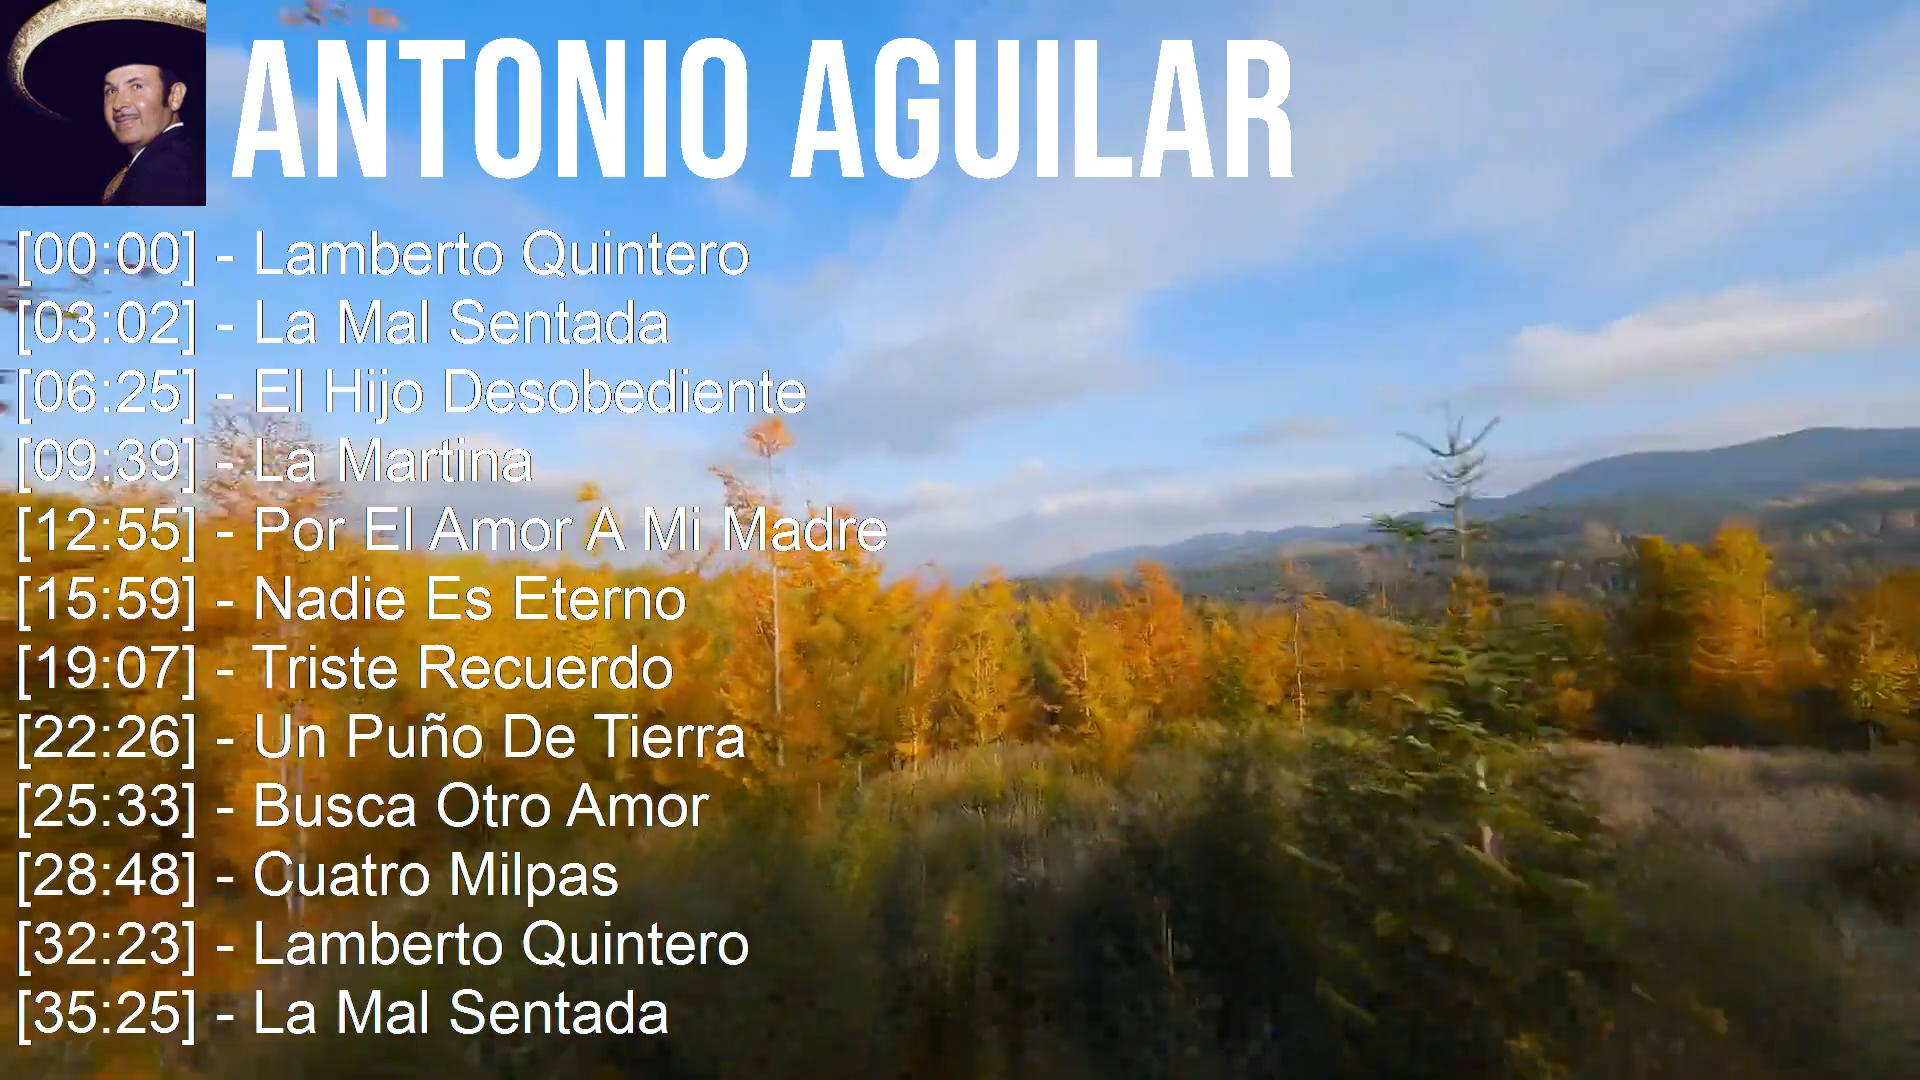 ANTONIO AGUILAR
[00:00] - Lamberto Quintero
[03:02] - La Mal Sentada
[06:25] - El Hijo Desobediente
[09:39] - La Martina
[12:55] - Por El Amor A Mi Madre
[15:59] - Nadie Es Eterno
[19:07] - Triste Recuerdo
[22:26] - Un Puño De Tierra
[25:33] - Busca Otro Amor
[28:48] - Cuatro Milpas
[32:23] - Lamberto Quintero
[35:25] - La Mal Sentada